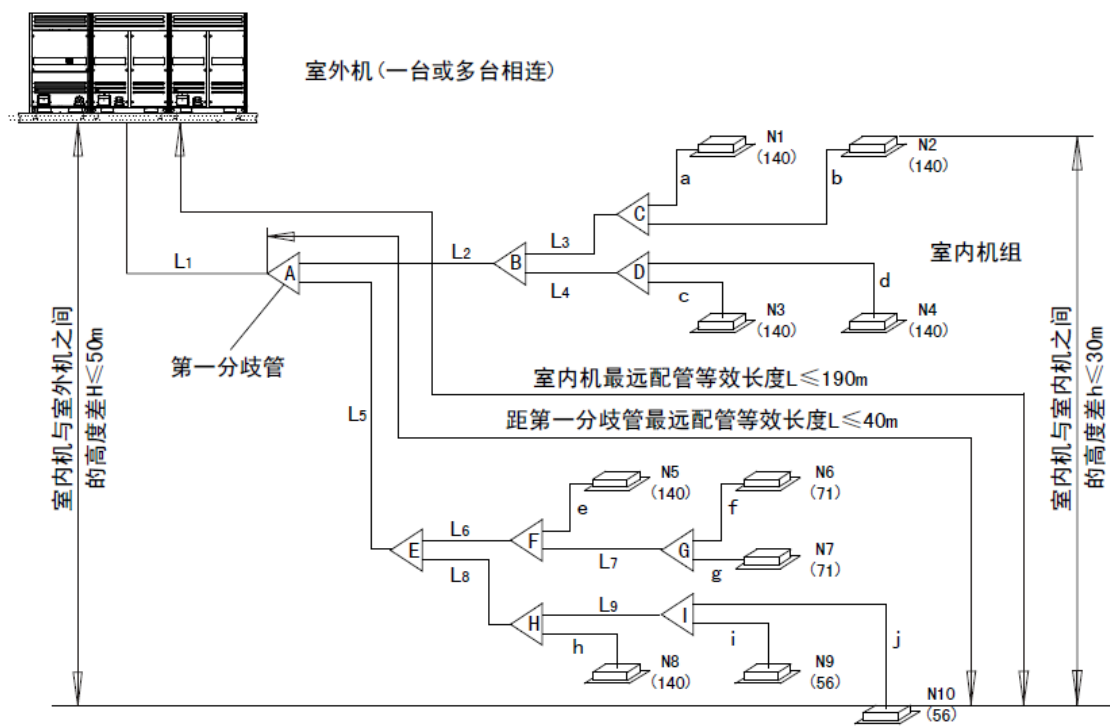 室外机(一台或多台相连)
N1
(140)
N2
(140)
a
b
C
L3
L2
B
室内机组
L1
A
L4
D
d
c
N3
(140)
N4
(140)
第一分歧管
室内机与室外机之间
的高度差H≤50m
室内机与室内机之间
的高度差h≤30m
室内机最远配管等效长度L≤190m
L5
距第一分歧管最远配管等效长度L≤40m
N5
(140)
N6
(71)
e
f
L6
F
E
G
N7
(71)
L7
g
L8
L9
I
H
h
i
j
N8
(140)
N9
(56)
N10
(56)